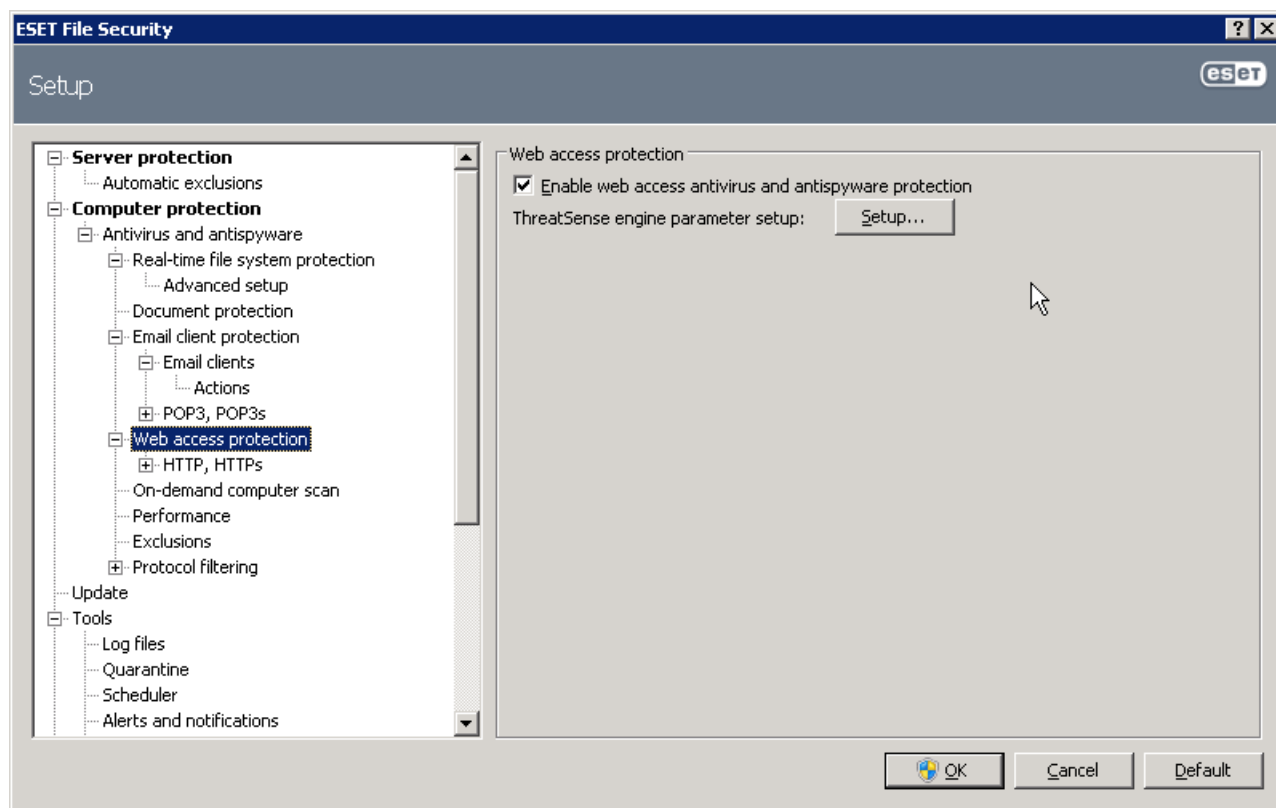 ESET File Security
Setup
eset
Server protection
Automatic exclusions
Computer protection
Antivirus and antispyware
Real-time file system protection
Advanced setup
Document protection
Email client protection
Email clients
Actions
POP3, POP3s
Web access protection
HTTP, HTTPs
On-demand computer scan
Performance
Exclusions
Protocol filtering
Update
Tools
Log files
Quarantine
Scheduler
Alerts and notifications
Web access protection
Enable web access antivirus and antispyware protection
ThreatSense engine parameter setup: Setup...
OK Cancel Default